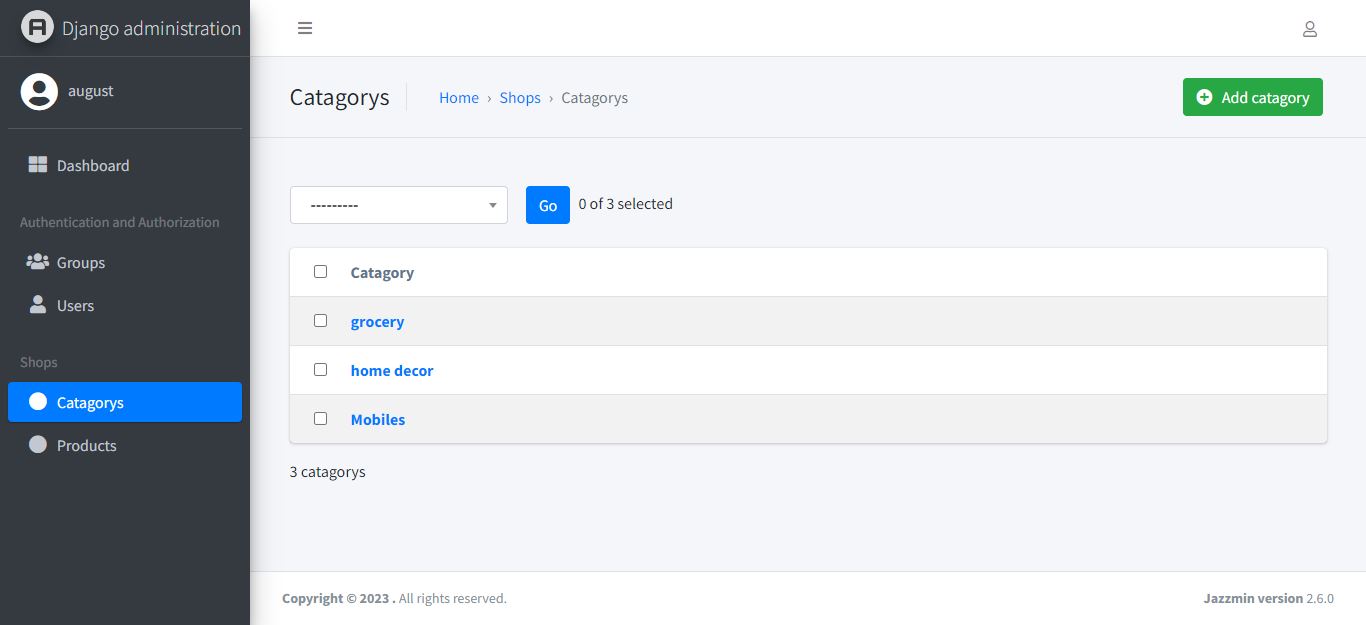 Django administration
august
Dashboard
Authentication and Authorization
Groups
Users
Shops
Catagorys
Products
Catagorys
Home › Shops › Catagorys
Add catagory
---------
Go
0 of 3 selected
Catagory
grocery
home decor
Mobiles
3 catagorys
Copyright © 2023 . All rights reserved.
Jazzmin version 2.6.0